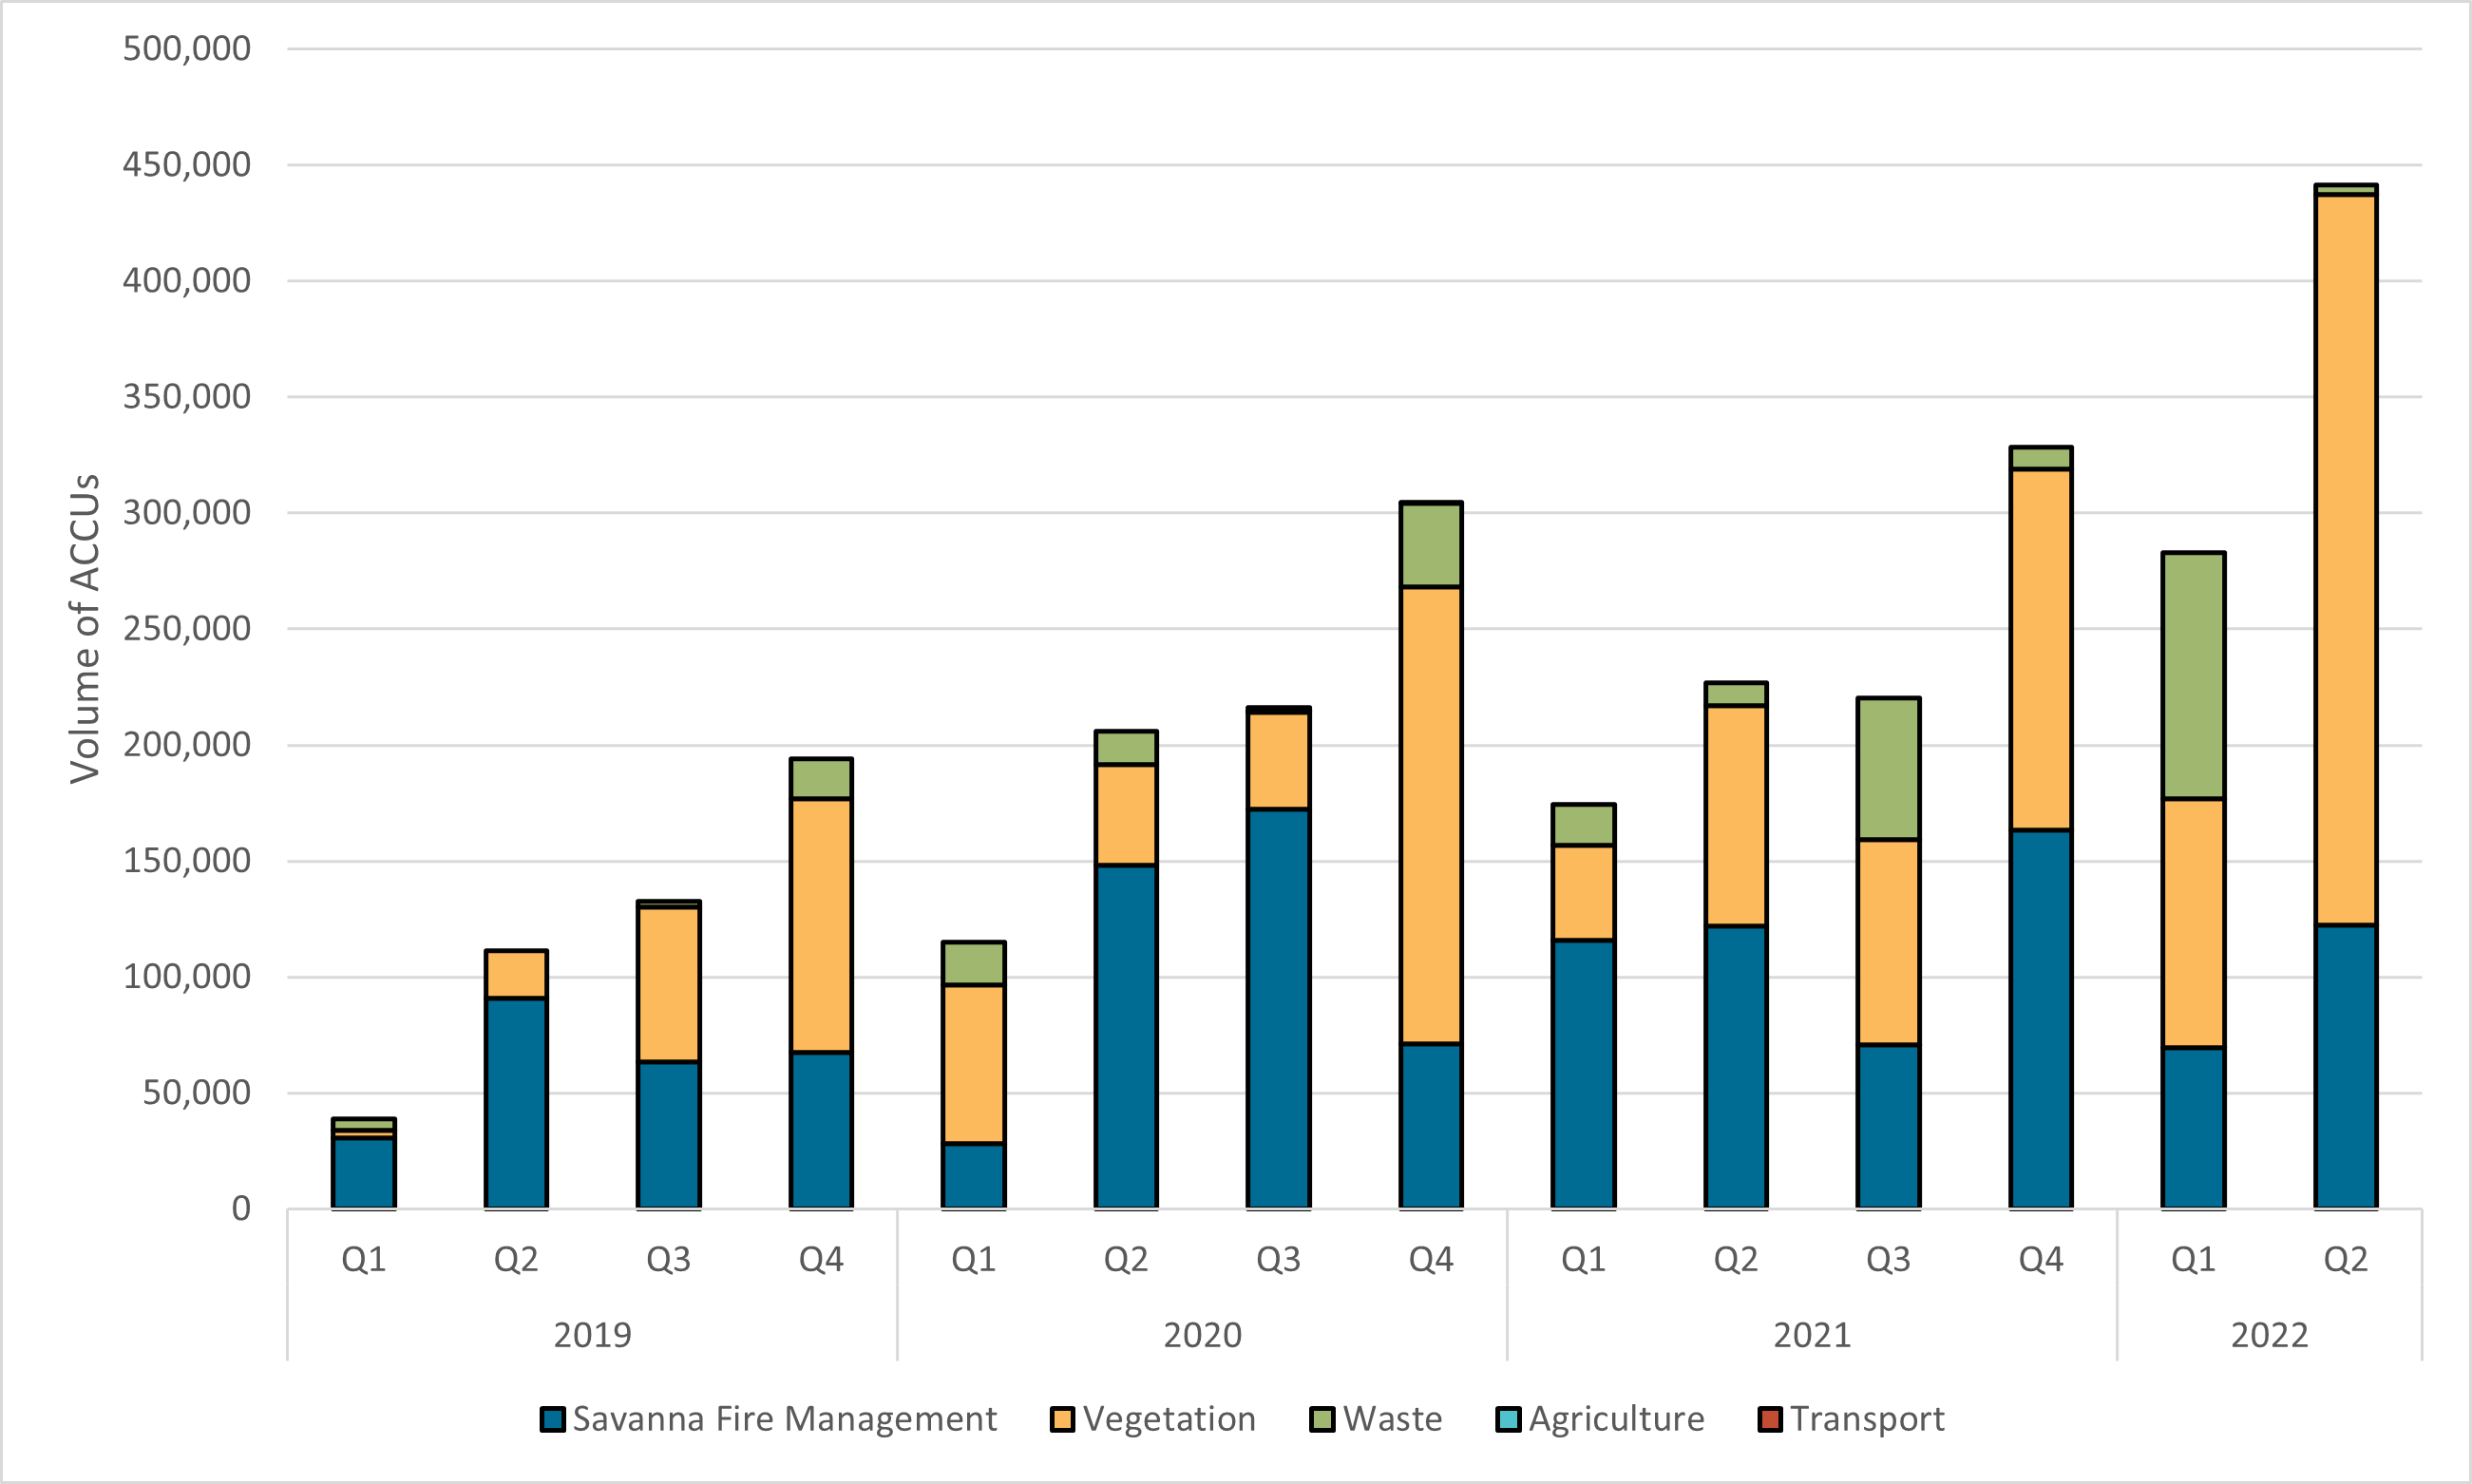 500,000
450,000
400,000
350,000
300,000
250,000
200,000
150,000
100,000
50,000
0
Volume of ACCUs
Q1 Q2 Q3 Q4 Q1 Q2 Q3 Q4 Q1 Q2 Q3 Q4 Q1 Q2
2019 2020 2021 2022
Savanna Fire Management Vegetation Waste Agriculture Transport